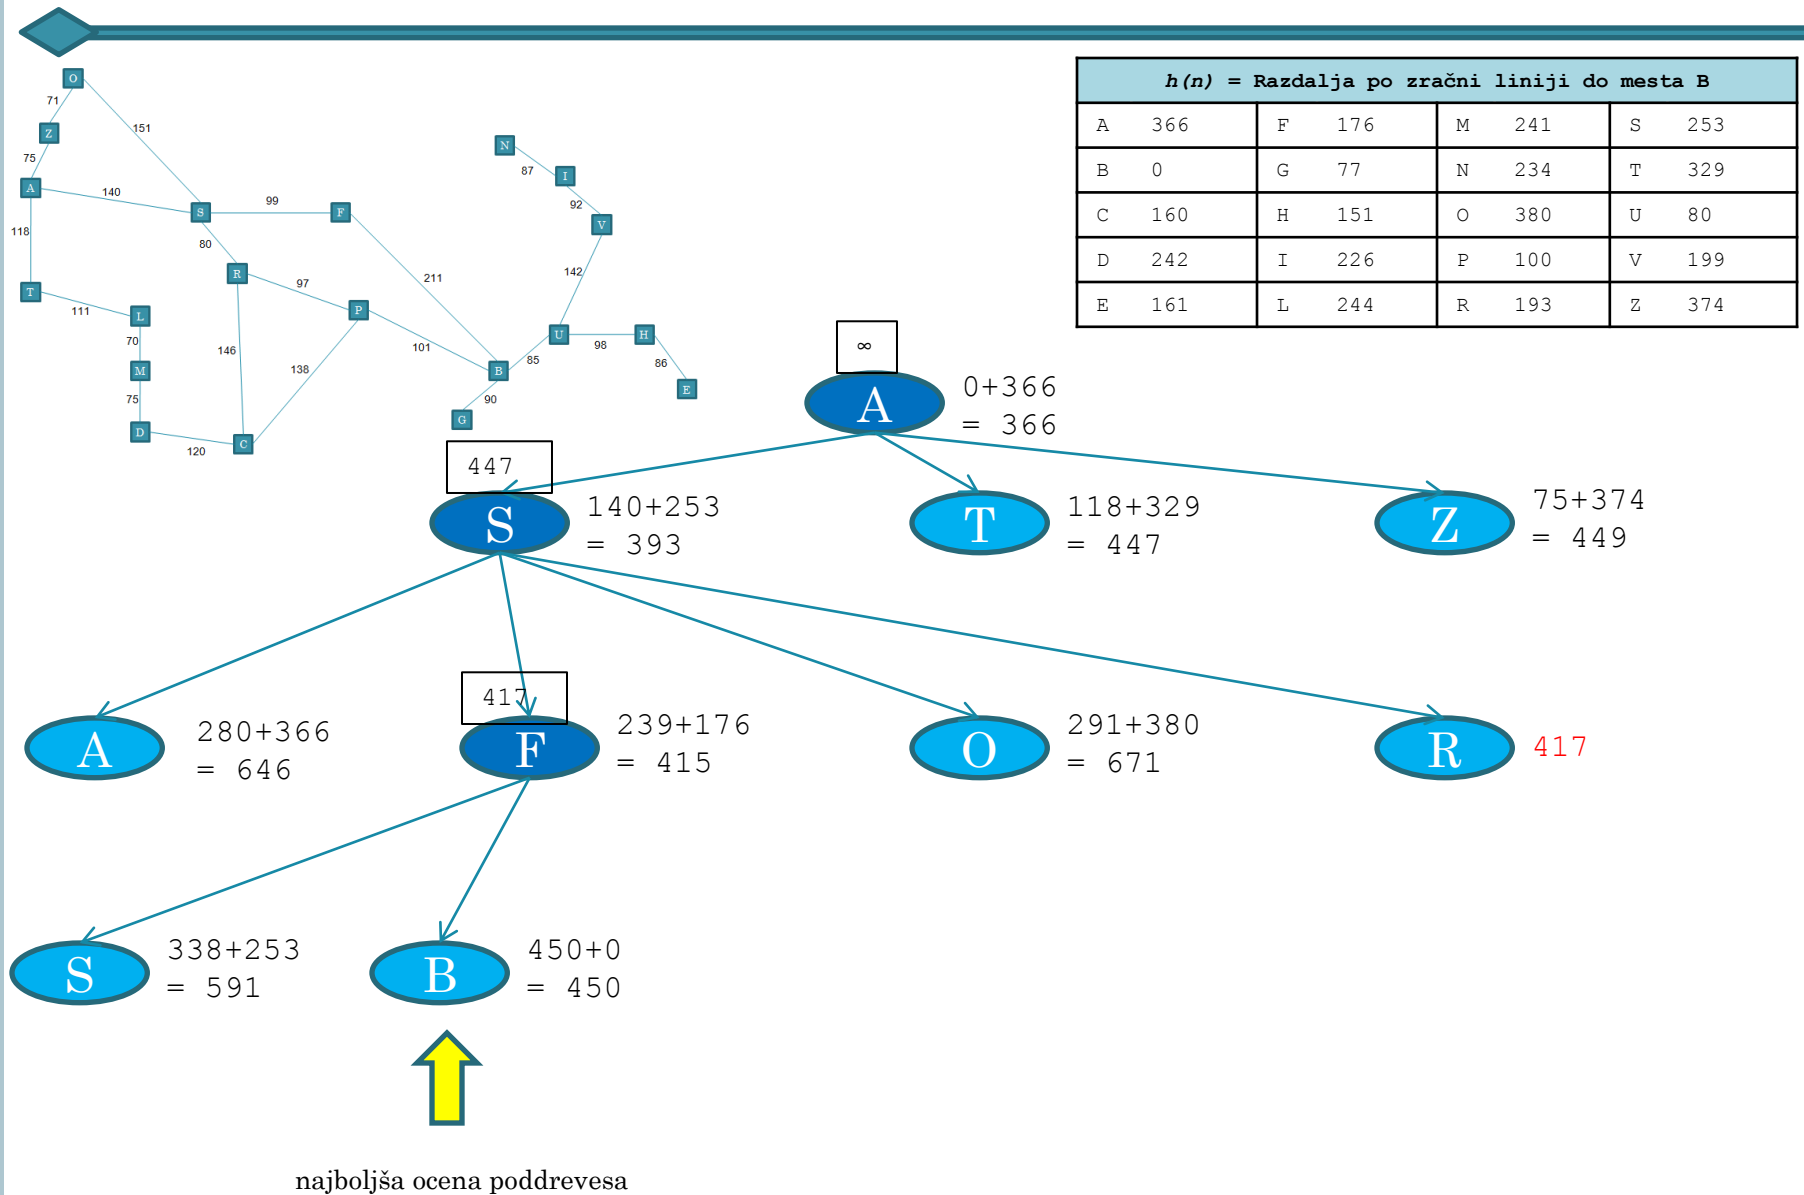 h(n) = Razdalja po zračni liniji do mesta B
A 366 F 176 M 241 S 253
B 0 G 77 N 234 T 329
C 160 H 151 O 380 U 80
D 242 I 226 P 100 V 199
E 161 L 244 R 193 Z 374
O
71
151
Z
75
N
87
I
A
140
92
S
99
F
V
118
80
R
142
211
97
T
111
P
L
70
146
101
U
98
H
138
85
86
M
B
75
90
E
D
G
120
C
∞
A
0+366
= 366
447
S
140+253
= 393
T
118+329
= 447
Z
75+374
= 449
A
280+366
= 646
417
F
239+176
= 415
O
291+380
= 671
R
417
S
338+253
= 591
B
450+0
= 450
najboljša ocena poddrevesa